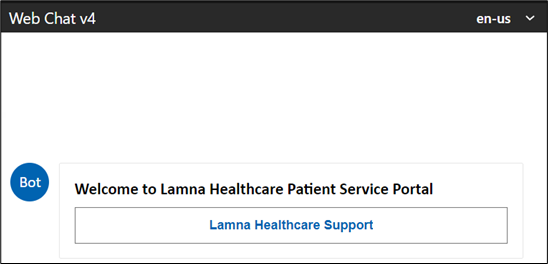 Web Chat v4
en-us
Bot
Welcome to Lamna Healthcare Patient Service Portal
Lamna Healthcare Support